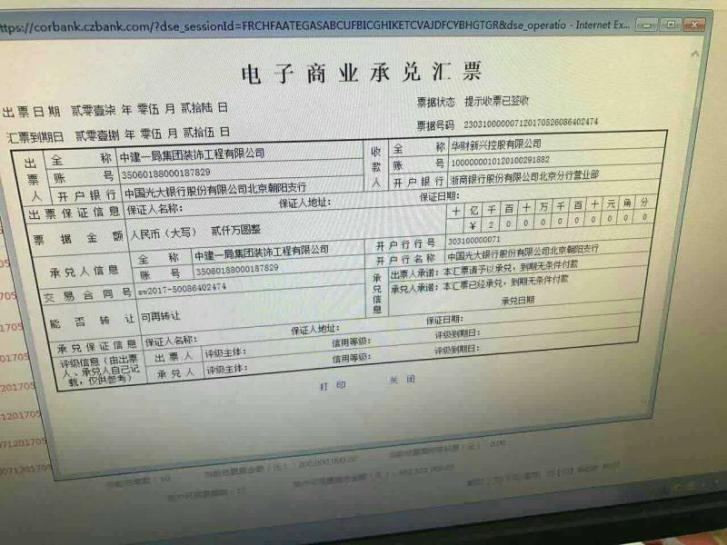 ttps://corbank.czbank.com/?dse_sessionId=FRCHFAATEGASABCUFBICGHIKETCVAJDFCYBHGTGR&dse_operatio - Internet Ex...
电子商业承兑汇票
出票日期 贰零壹柒 年 零伍 月 贰拾陆 日 票据状态 提示收票已签收
汇票到期日 贰零壹捌 年 零伍 月 贰拾伍 日 票据号码 230310000007120170526086402474
出票人 全称 中建一局集团装饰工程有限公司 收款人 全称 华财新兴控股有限公司
账号 35060188000187829 账号 1000000010120100291882
开户银行 中国光大银行股份有限公司北京朝阳支行 开户银行 浙商银行股份有限公司北京分行营业部
出票保证信息 保证人名称: 保证人地址: 保证日期:
票据金额 人民币(大写) 贰仟万圆整 十 亿 千 百 十 万 千 百 十 元 角 分
¥ 2 0 0 0 0 0 0 0 0 0
承兑人信息 全称 中建一局集团装饰工程有限公司 开户行行号 303100000071
账号 35080188000187829 开户行名称 中国光大银行股份有限公司北京朝阳支行
交易合同号 sw2017-50086402474 承兑信息 出票人承诺:本汇票请予以承兑,到期无条件付款
能否转让 可再转让 承兑人承诺:本汇票已经承兑,到期无条件付款
承兑日期
承兑保证信息 保证人名称: 保证人地址: 保证日期:
评级信息(由出票人、承兑人自己记载,仅供参考) 出票人 评级主体: 信用等级: 评级到期日:
承兑人 评级主体: 信用等级: 评级到期日:
打印 关闭